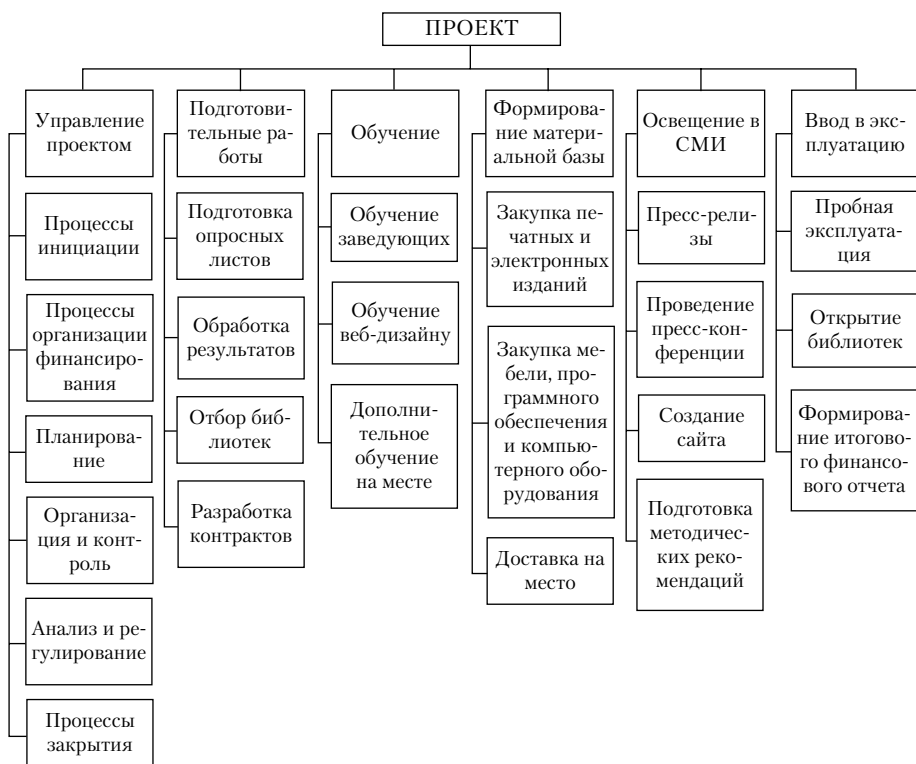 ПРОЕКТ
Управление
проектом
Процессы
инициации
Процессы
организации
финансиро-
вания
Планирова-
ние
Организа-
ция и конт-
роль
Анализ и ре-
гулирование
Процессы
закрытия
Подготови-
тельные ра-
боты
Подготовка
опросных
листов
Обработка
результатов
Отбор биб-
лиотек
Разработка
контрактов
Обучение
Обучение
заведующих
Обучение
веб-дизайну
Дополни-
тельное
обучение
на месте
Формирова-
ние матери-
альной базы
Закупка пе-
чатных и
электронных
изданий
Закупка ме-
бели, про-
граммного
обеспечения
и компью-
терного обо-
рудования
Доставка на
место
Освещение в
СМИ
Пресс-рели-
зы
Проведение
пресс-кон-
ференции
Создание
сайта
Подготовка
методичес-
ких реко-
мендаций
Ввод в экс-
плуатацию
Пробная
эксплуата-
ция
Открытие
библиотек
Формирова-
ние итогово-
го финансо-
вого отчета